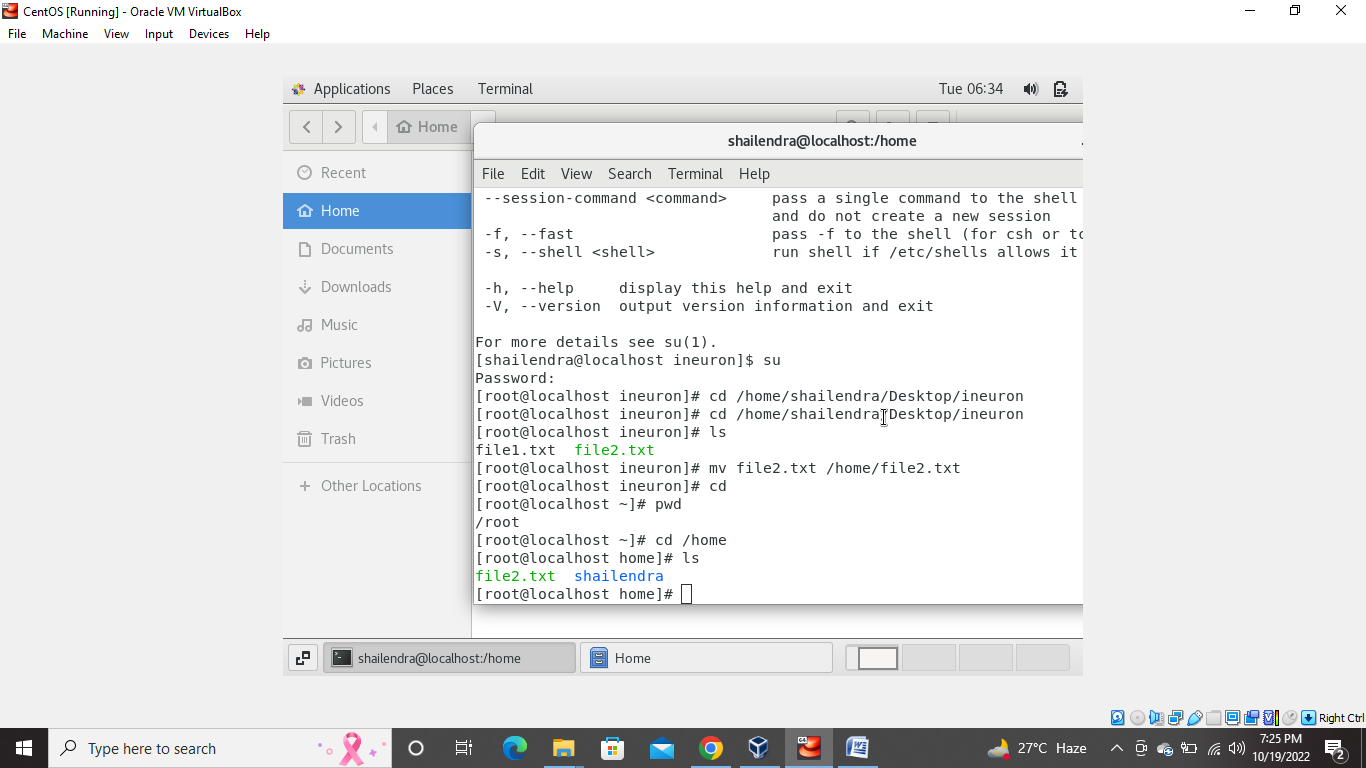 CentOS [Running] - Oracle VM VirtualBox
File Machine View Input Devices Help
Applications Places Terminal Tue 06:34
Home
shailendra@localhost:/home
File Edit View Search Terminal Help
Recent
Home
Documents
Downloads
Music
Pictures
Videos
Trash
Other Locations
--session-command <command> pass a single command to the shell
and do not create a new session
-f, --fast pass -f to the shell (for csh or tc
-s, --shell <shell> run shell if /etc/shells allows it
-h, --help display this help and exit
-V, --version output version information and exit
For more details see su(1).
[shailendra@localhost ineuron]$ su
Password:
[root@localhost ineuron]# cd /home/shailendra/Desktop/ineuron
[root@localhost ineuron]# cd /home/shailendra/Desktop/ineuron
[root@localhost ineuron]# ls
file1.txt file2.txt
[root@localhost ineuron]# mv file2.txt /home/file2.txt
[root@localhost ineuron]# cd
[root@localhost ~]# pwd
/root
[root@localhost ~]# cd /home
[root@localhost home]# ls
file2.txt shailendra
[root@localhost home]#
shailendra@localhost:/home Home
Right Ctrl
Type here to search
27°C Haze
7:25 PM
10/19/2022
2